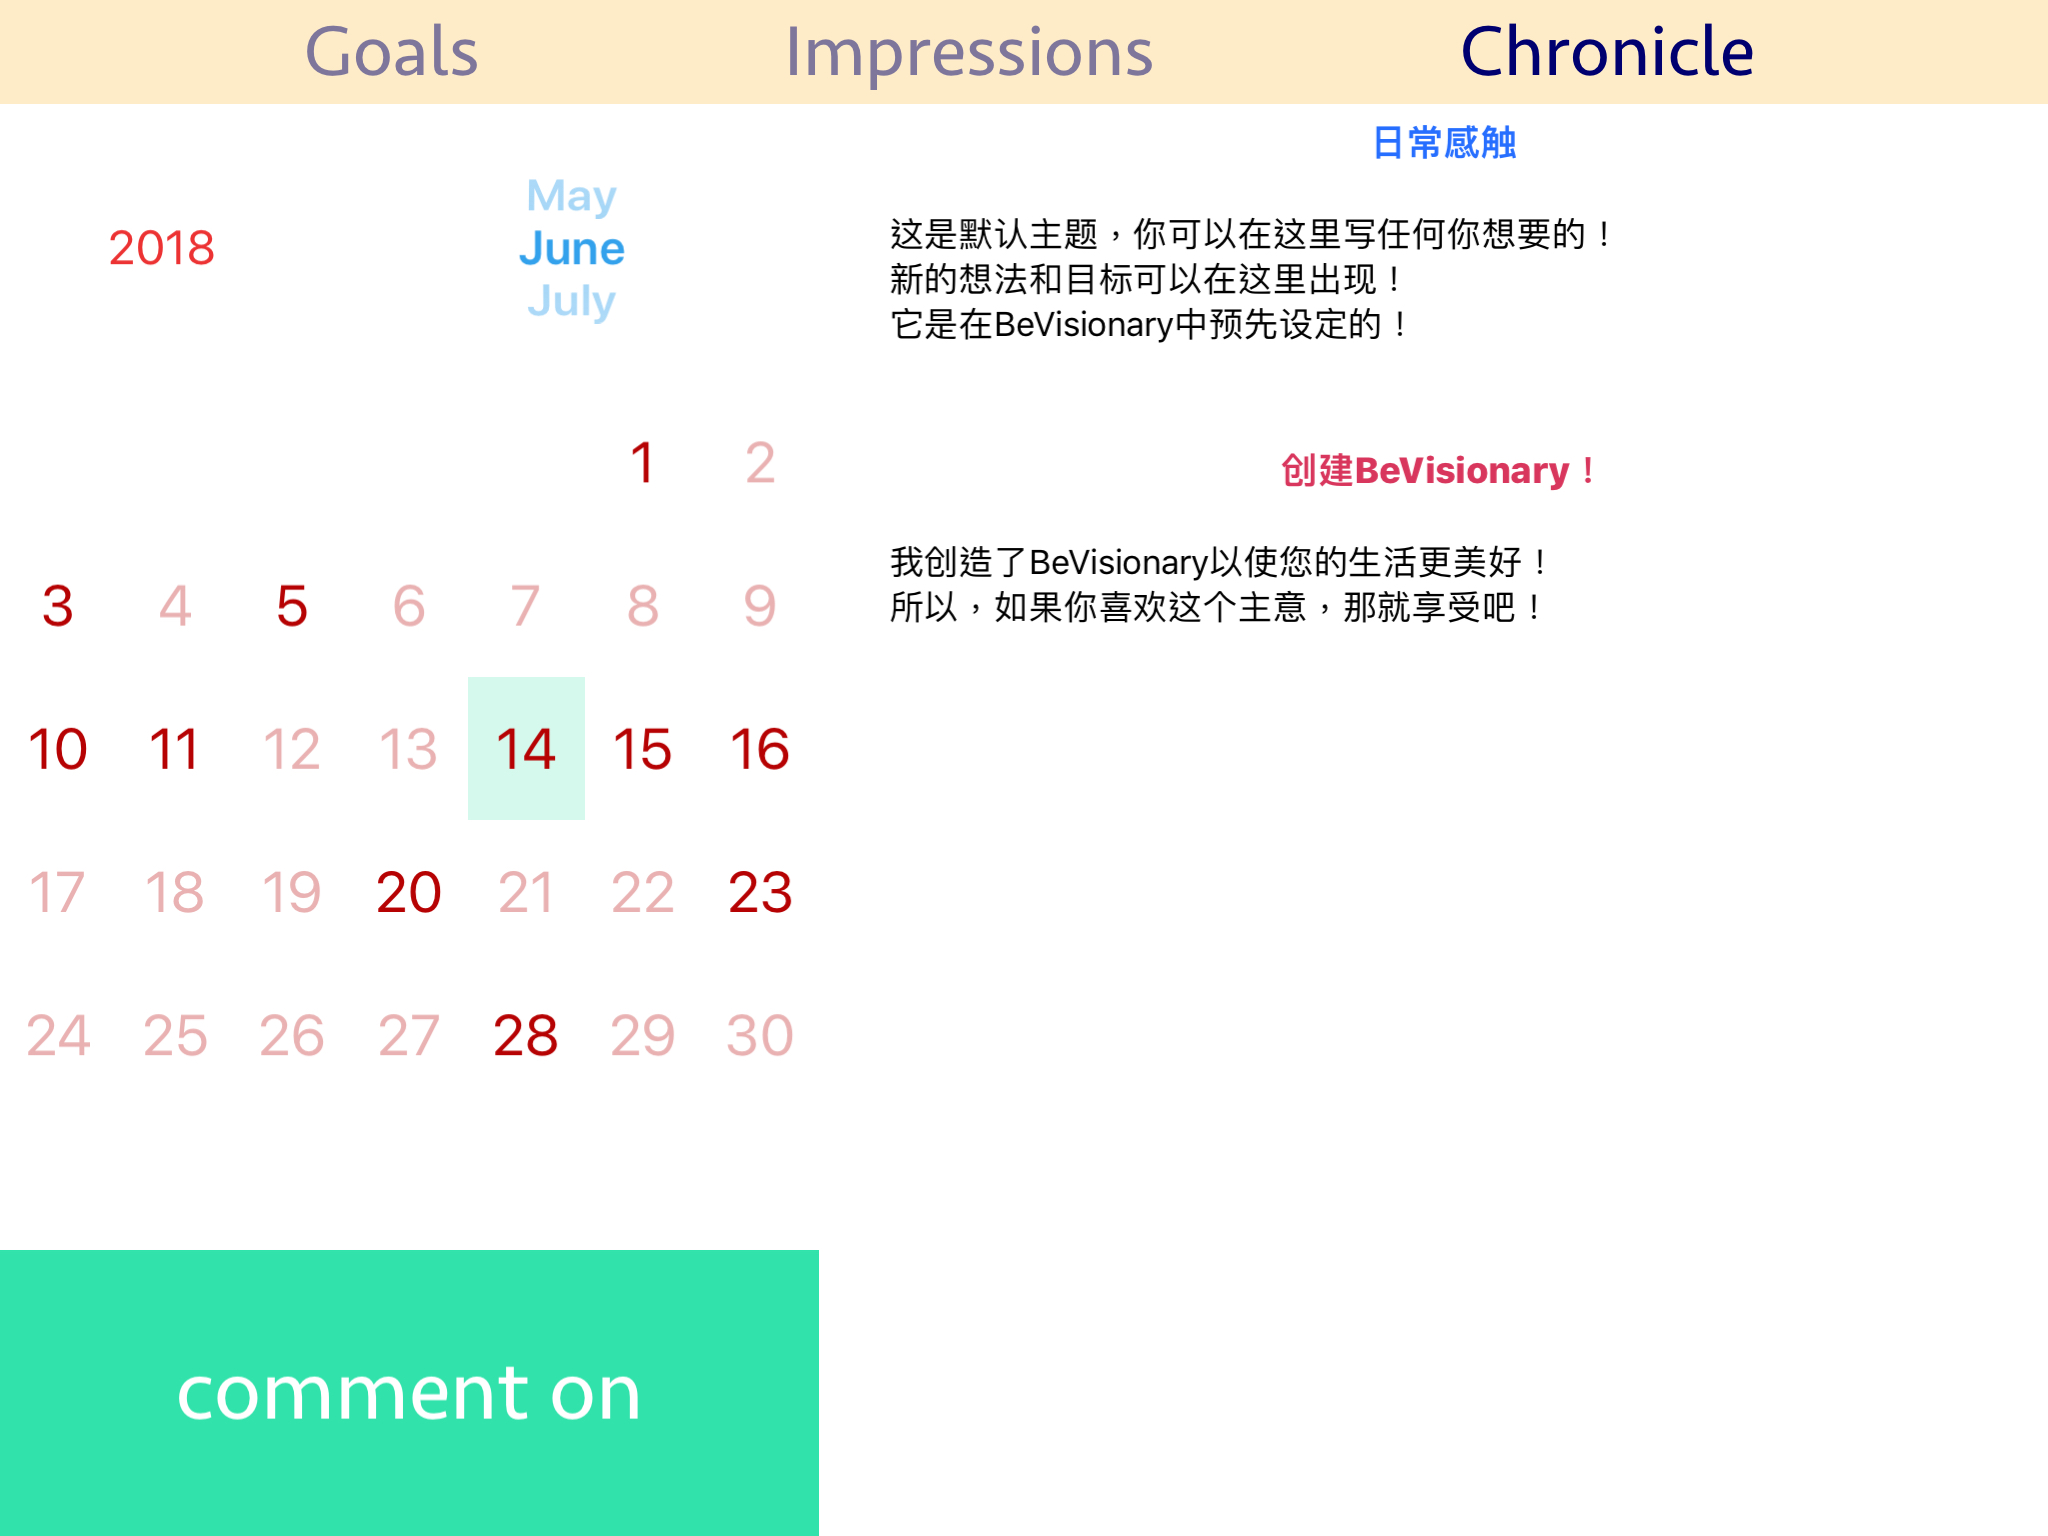 Goals Impressions Chronicle
May
2018 June
July
1 2
3 4 5 6 7 8 9
10 11 12 13 14 15 16
17 18 19 20 21 22 23
24 25 26 27 28 29 30
comment on
日常感触
这是默认主题，你可以在这里写任何你想要的！
新的想法和目标可以在这里出现！
它是在BeVisionary中预先设定的！
创建BeVisionary！
我创造了BeVisionary以使您的生活更美好！
所以，如果你喜欢这个主意，那就享受吧！